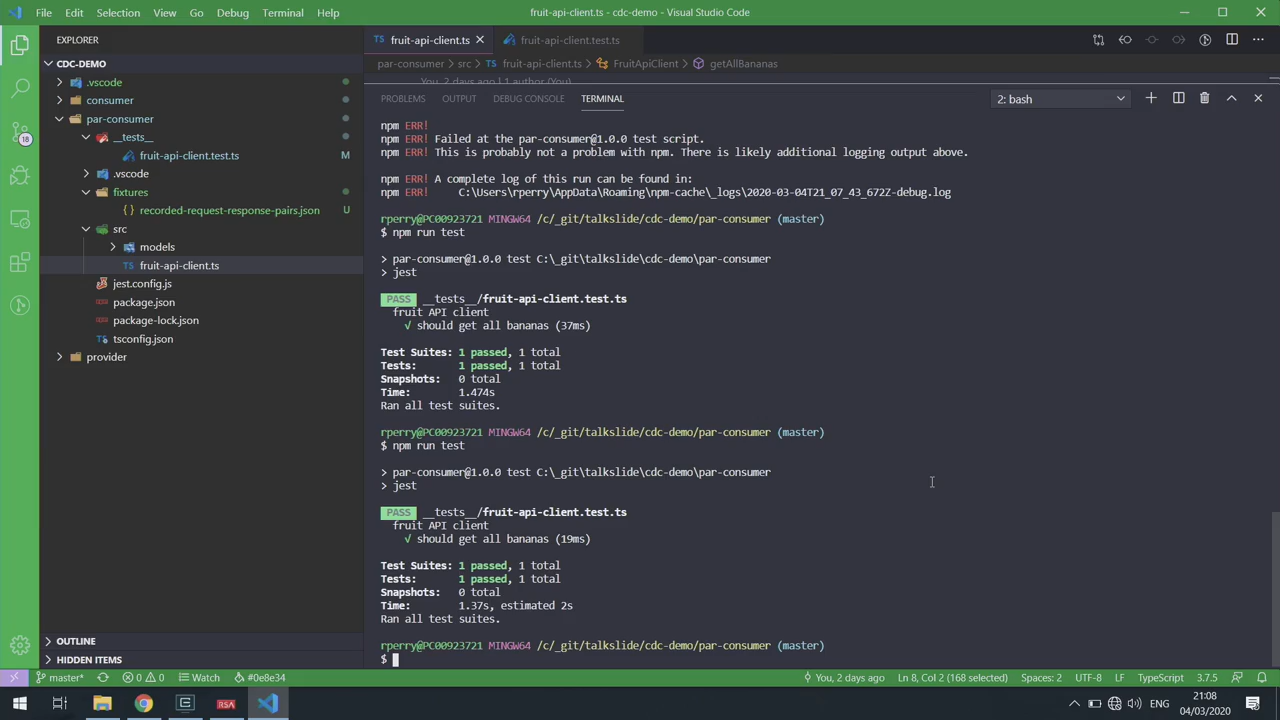 File Edit Selection View Go Debug Terminal Help
fruit-api-client.ts - cdc-demo - Visual Studio Code
EXPLORER
TS fruit-api-client.ts
fruit-api-client.test.ts
CDC-DEMO
par-consumer > src > TS fruit-api-client.ts > FruitApiClient > getAllBananas
.vscode
You, 2 days ago | 1 author (You)
consumer
par-consumer
__tests__
fruit-api-client.test.ts M
.vscode
fixtures
{ } recorded-request-response-pairs.json U
src
models
TS fruit-api-client.ts
jest.config.js
package.json
package-lock.json
tsconfig.json
provider
OUTLINE
HIDDEN ITEMS
18
PROBLEMS OUTPUT DEBUG CONSOLE TERMINAL
2: bash
npm ERR!
npm ERR! Failed at the par-consumer@1.0.0 test script.
npm ERR! This is probably not a problem with npm. There is likely additional logging output above.
npm ERR! A complete log of this run can be found in:
npm ERR!     C:\Users\rperry\AppData\Roaming\npm-cache\_logs\2020-03-04T21_07_43_672Z-debug.log
rperry@PC00923721 MINGW64 /c/_git/talkslide/cdc-demo/par-consumer (master)
$ npm run test
> par-consumer@1.0.0 test C:\_git\talkslide\cdc-demo\par-consumer
> jest
PASS __tests__/fruit-api-client.test.ts
fruit API client
√ should get all bananas (37ms)
Test Suites: 1 passed, 1 total
Tests: 1 passed, 1 total
Snapshots: 0 total
Time: 1.474s
Ran all test suites.
rperry@PC00923721 MINGW64 /c/_git/talkslide/cdc-demo/par-consumer (master)
$ npm run test
> par-consumer@1.0.0 test C:\_git\talkslide\cdc-demo\par-consumer
> jest
PASS __tests__/fruit-api-client.test.ts
fruit API client
√ should get all bananas (19ms)
Test Suites: 1 passed, 1 total
Tests: 1 passed, 1 total
Snapshots: 0 total
Time: 1.37s, estimated 2s
Ran all test suites.
rperry@PC00923721 MINGW64 /c/_git/talkslide/cdc-demo/par-consumer (master)
$
master* 0 0 Watch #0e8e34 You, 2 days ago Ln 8, Col 2 (168 selected) Spaces: 2 UTF-8 LF TypeScript 3.7.5
RSA
ENG
21:08
04/03/2020